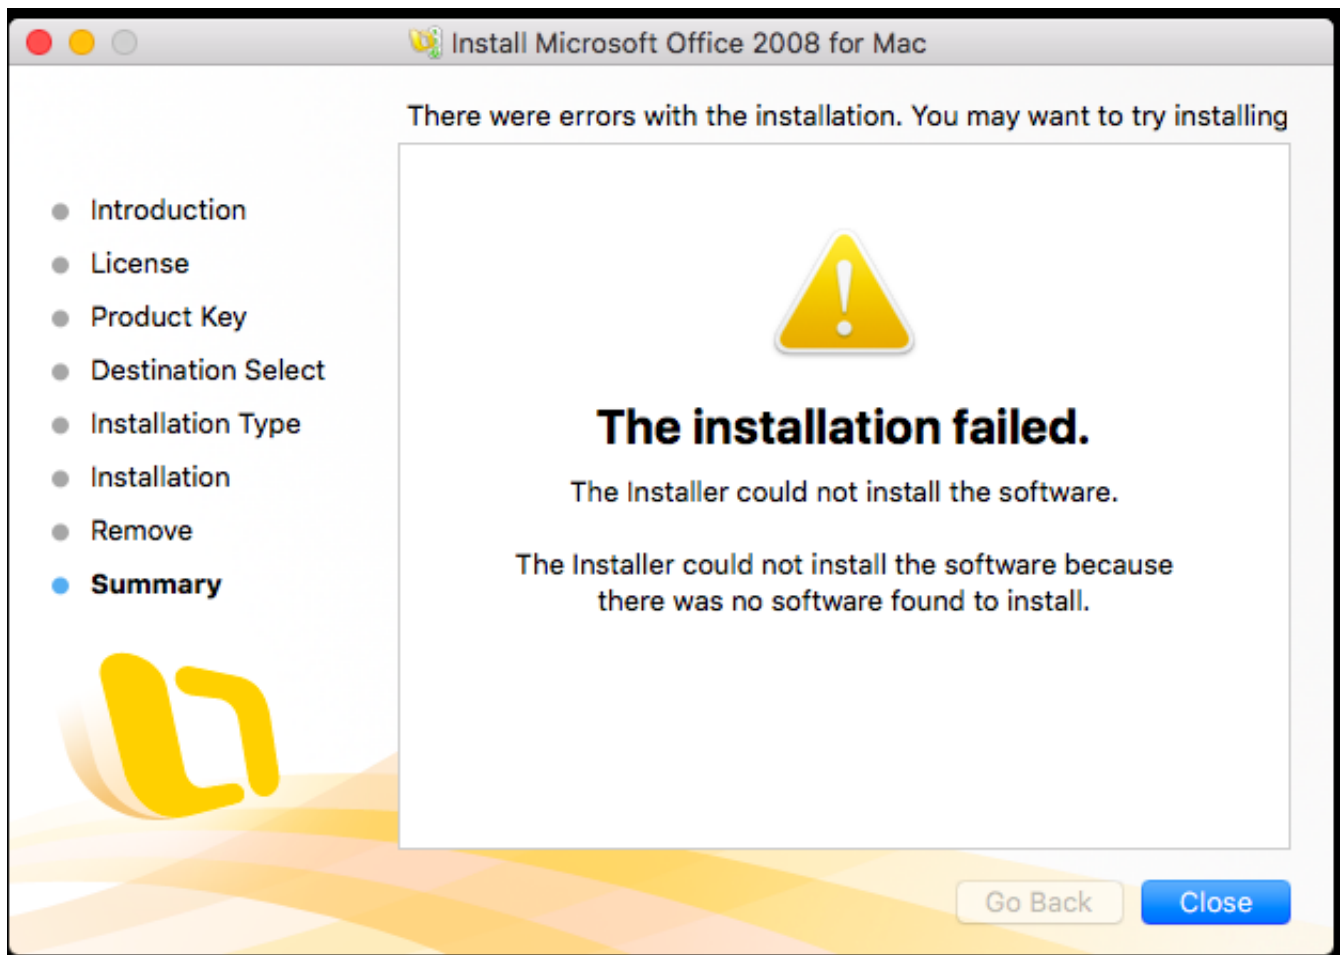 Install Microsoft Office 2008 for Mac
There were errors with the installation. You may want to try installing
Introduction
License
Product Key
Destination Select
Installation Type
Installation
Remove
Summary
The installation failed.
The Installer could not install the software.
The Installer could not install the software because
there was no software found to install.
Go Back
Close